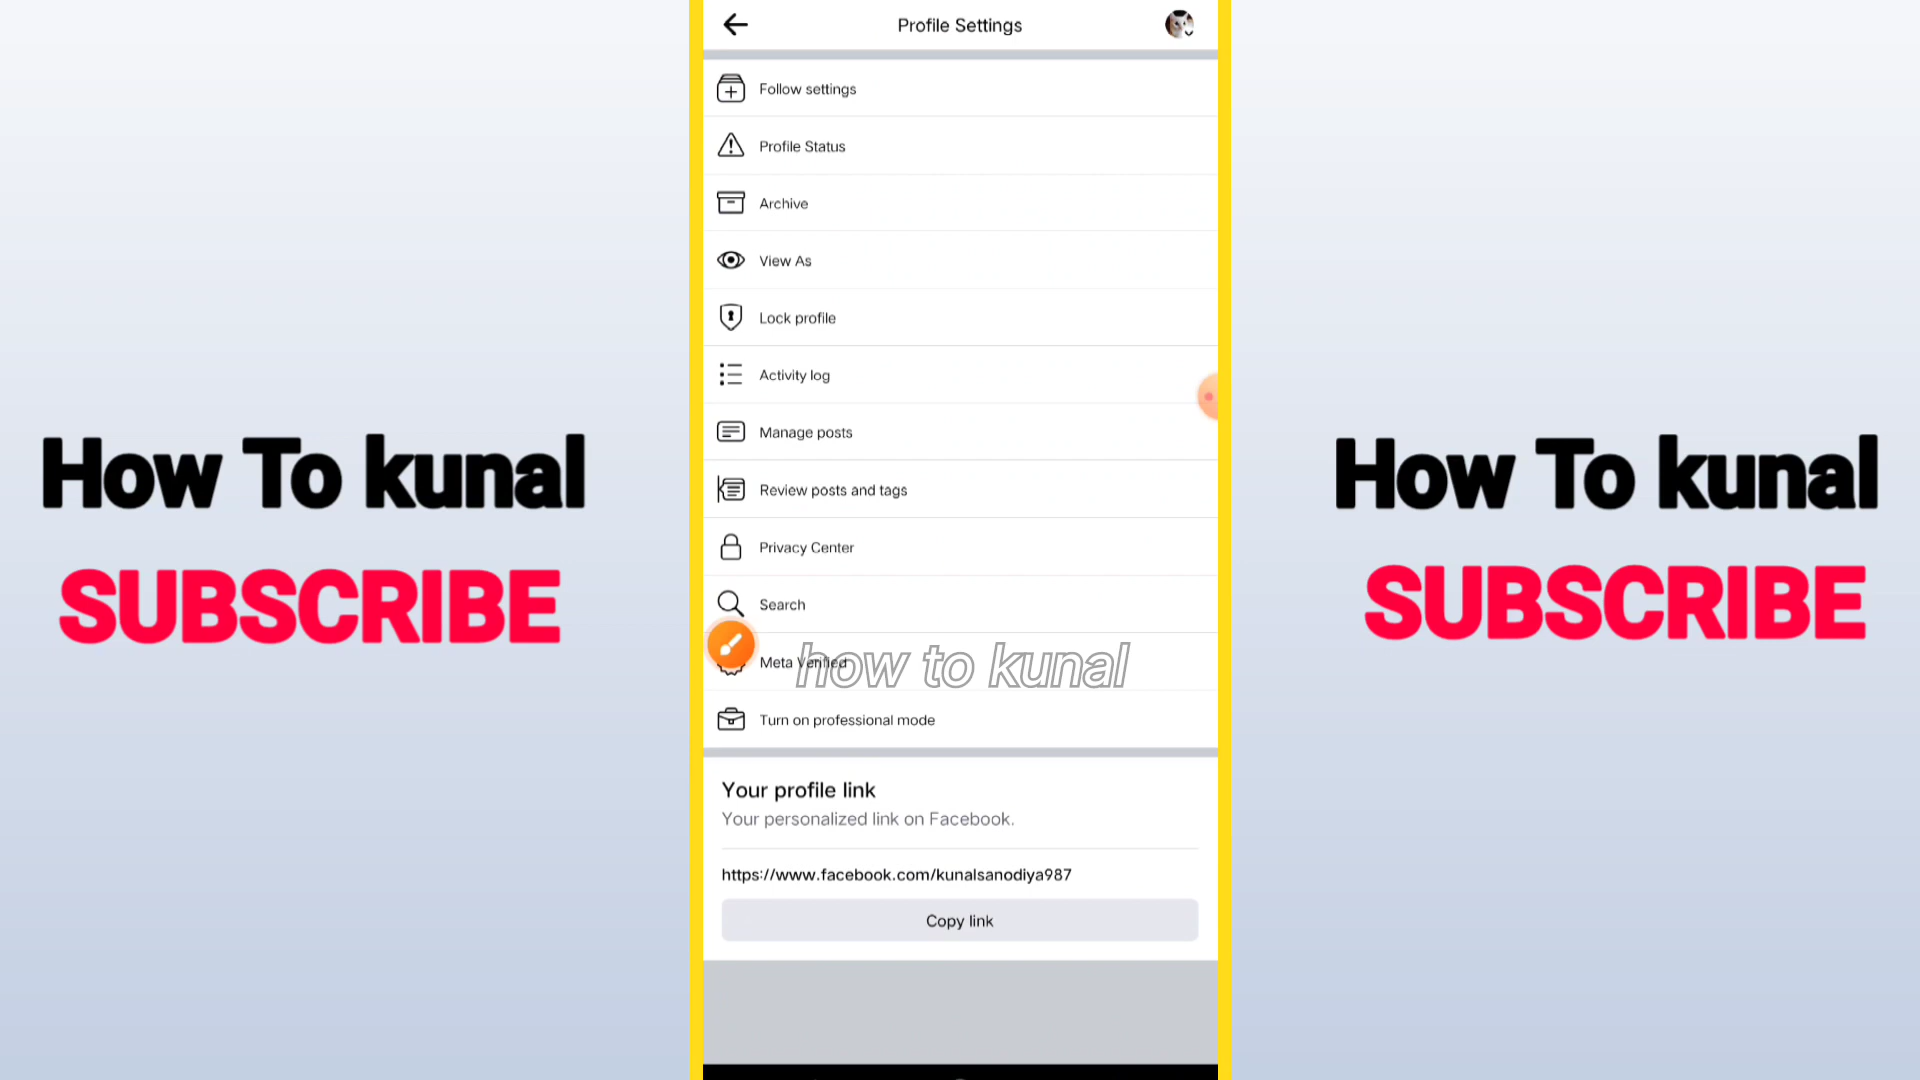 Profile Settings
Follow settings
Profile Status
Archive
View As
Lock profile
Activity log
Manage posts
Review posts and tags
Privacy Center
Search
Meta Verified
how to kunal
Turn on professional mode
Your profile link
Your personalized link on Facebook.
https://www.facebook.com/kunalsanodiya987
Copy link
How To kunal
SUBSCRIBE
How To kunal
SUBSCRIBE